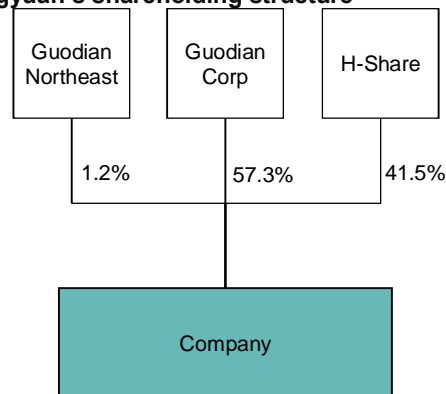 gyuan's shareholding structure
Guodian
Northeast
Guodian
Corp
H-Share
1.2%
57.3%
41.5%
Company